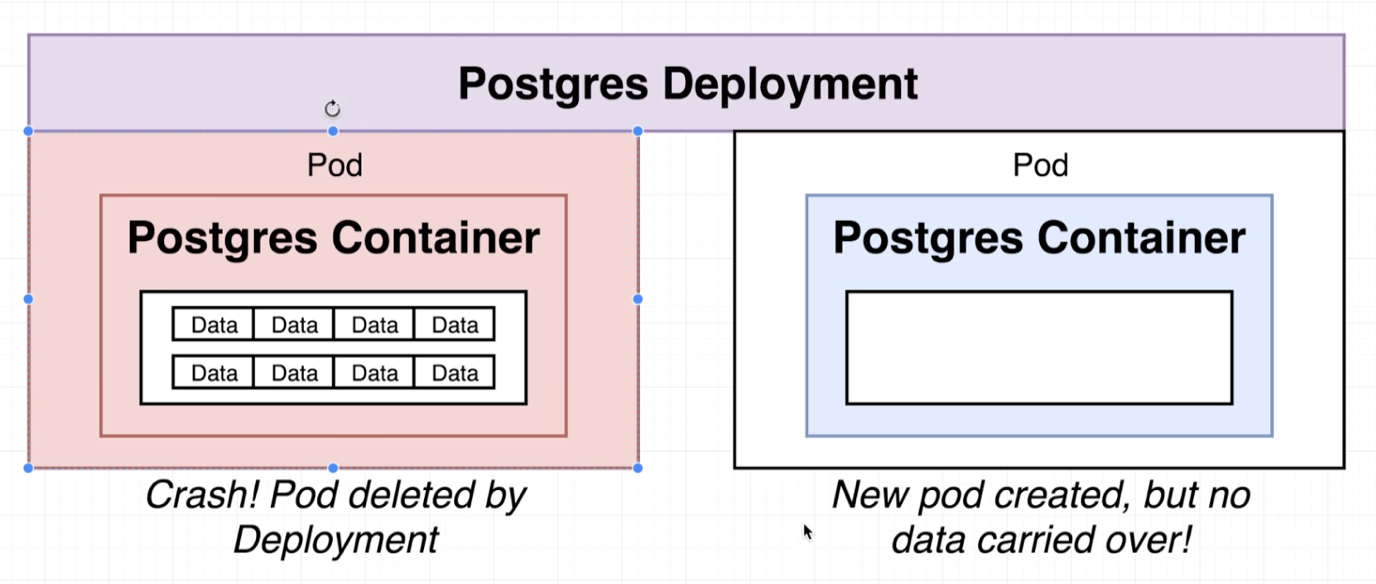 Postgres Deployment
Pod
Postgres Container
Data Data Data Data
Data Data Data Data
Crash! Pod deleted by
Deployment
Pod
Postgres Container
New pod created, but no
data carried over!